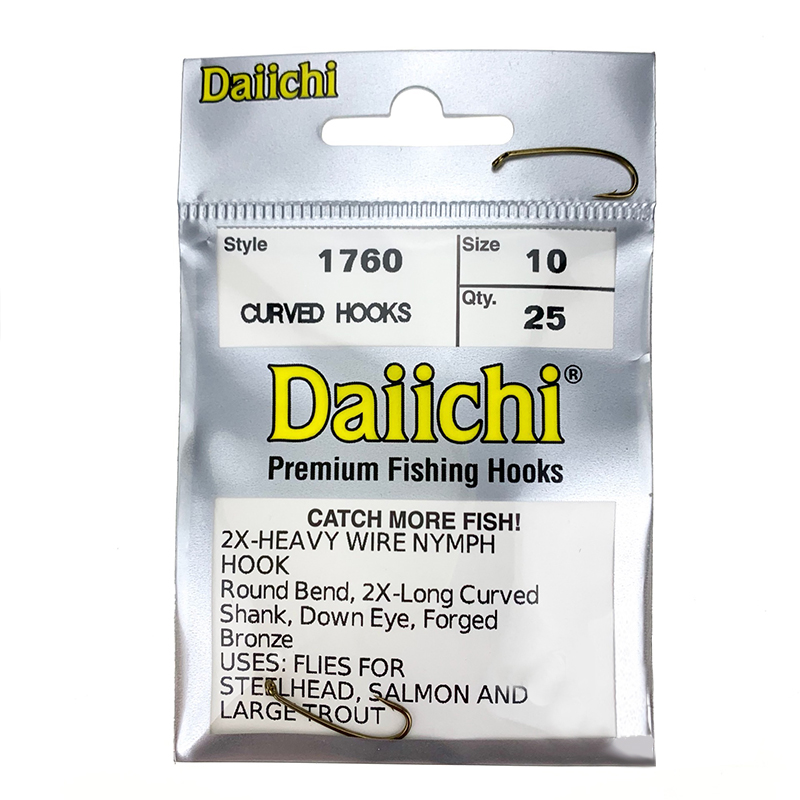 Daiichi
Style 1760
Size 10
CURVED HOOKS
Qty. 25
Daiichi®
Premium Fishing Hooks
CATCH MORE FISH!
2X-HEAVY WIRE NYMPH
HOOK
Round Bend, 2X-Long Curved
Shank, Down Eye, Forged
Bronze
USES: FLIES FOR
STEELHEAD, SALMON AND
LARGE TROUT